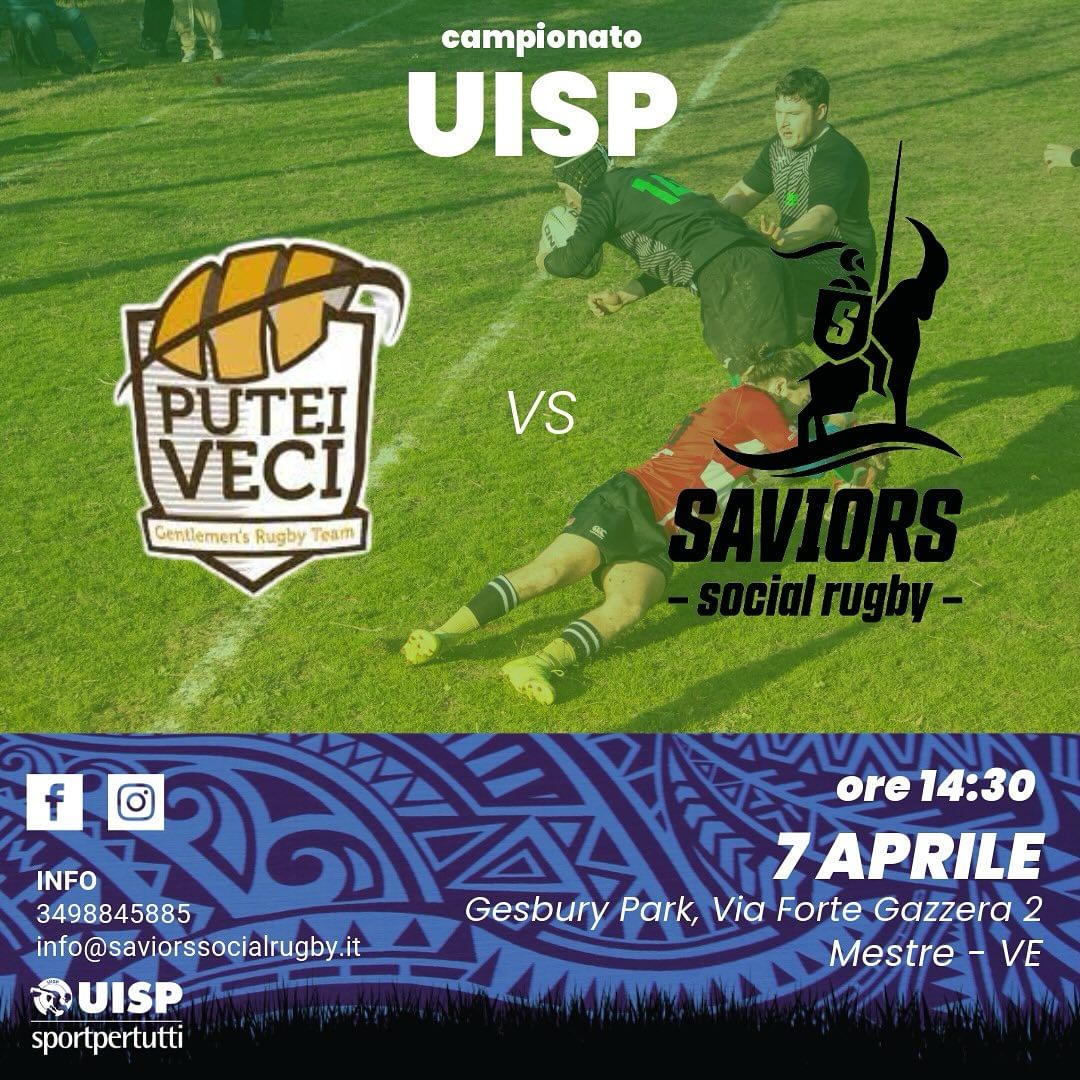 campionato
UISP
14
PUTEI
VECI
Gentlemen's Rugby Team
VS
S
SAVIORS
- social rugby -
ore 14:30
7 APRILE
Gesbury Park, Via Forte Gazzera 2
Mestre - VE
INFO
3498845885
info@saviorssocialrugby.it
UISP
sportpertutti